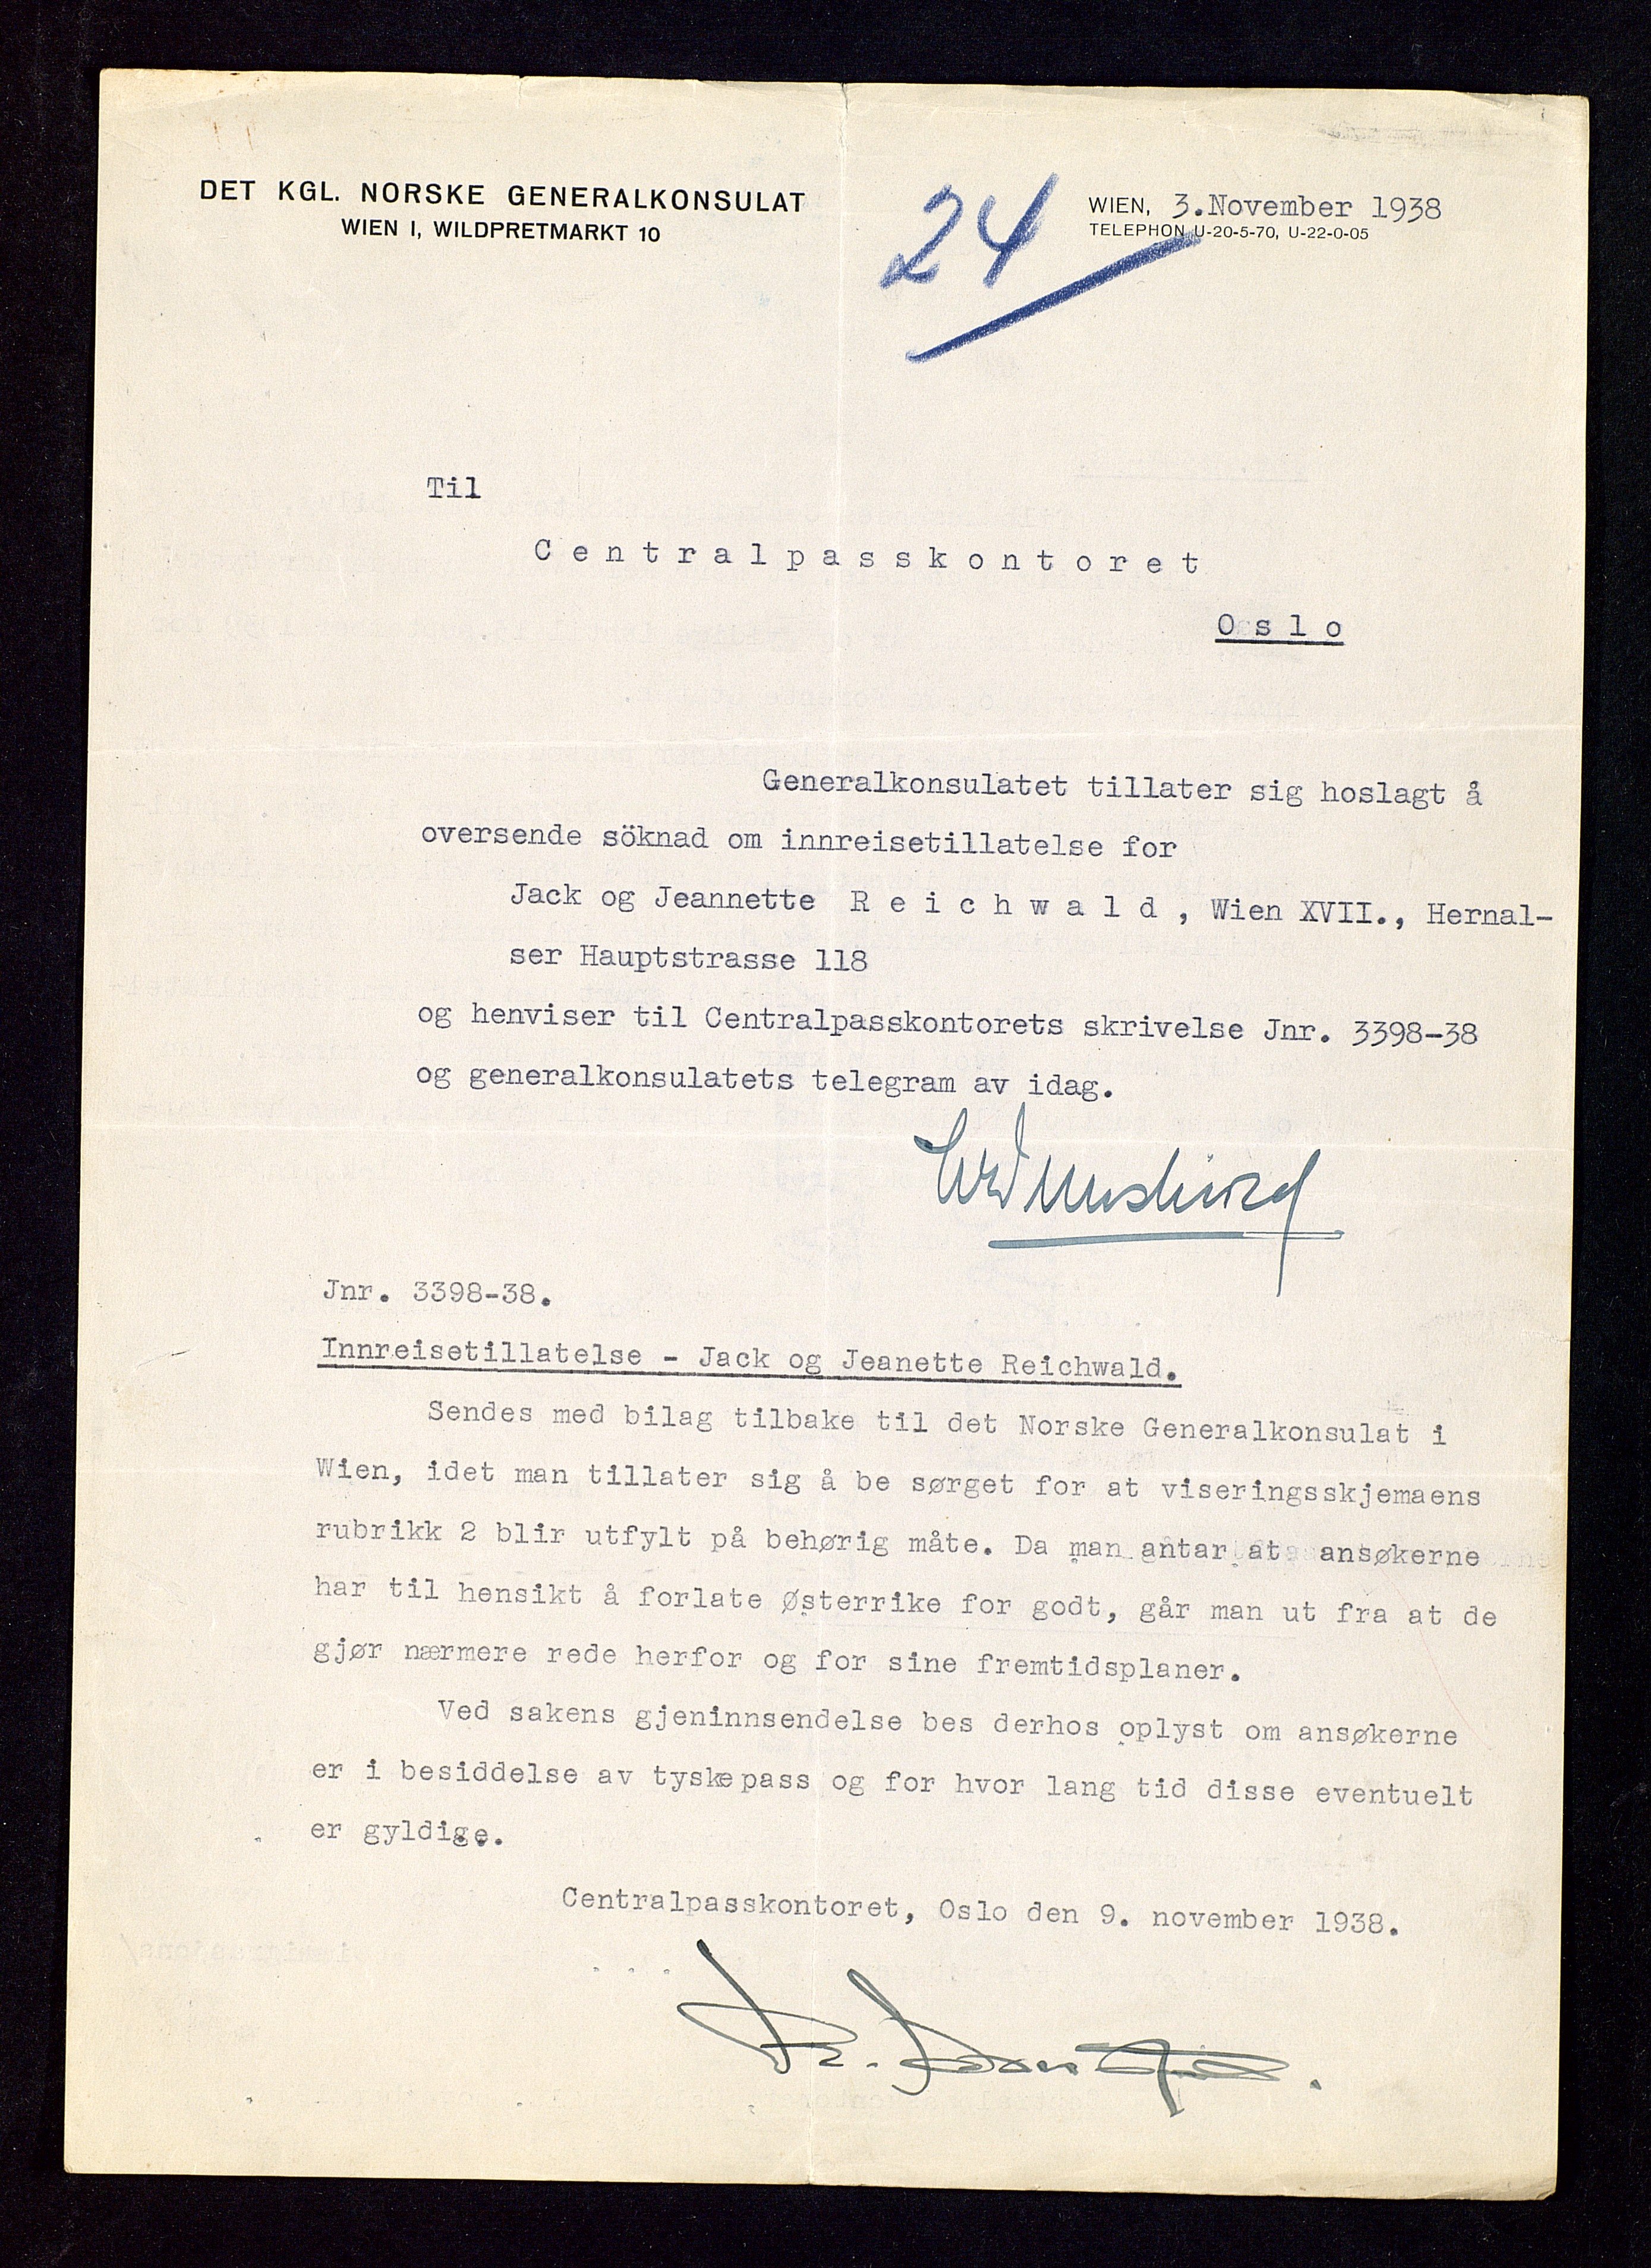 DET KGL. NORSKE GENERALKONSULAT
WIEN I, WILDPRETMARKT 10
24
WIEN, 3.November 1938
TELEPHON U-20-5-70, U-22-0-05
Til
Centralpasskontoret
Oslo
Generalkonsulatet tillater sig hoslagt å
oversende söknad om innreisetillatelse for
Jack og Jeannette Reichwald, Wien XVII., Hernal-
ser Hauptstrasse 118
og henviser til Centralpasskontorets skrivelse Jnr. 3398-38
og generalkonsulatets telegram av idag.
Jnr. 3398-38.
Innreisetillatelse - Jack og Jeanette Reichwald.
Sendes med bilag tilbake til det Norske Generalkonsulat i
Wien, idet man tillater sig å be sørget for at viseringsskjemaens
rubrikk 2 blir utfylt på behørig måte. Da man antar at ansøkerne
har til hensikt å forlate Østerrike for godt, går man ut fra at de
gjør nærmere rede herfor og for sine fremtidsplaner.
Ved sakens gjeninnsendelse bes derhos oplyst om ansøkerne
er i besiddelse av tyske pass og for hvor lang tid disse eventuelt
er gyldige.
Centralpasskontoret, Oslo den 9. november 1938.